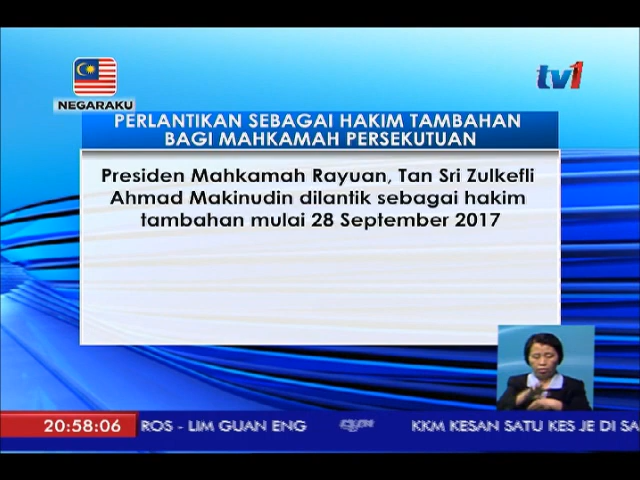 tv1
NEGARAKU
PERLANTIKAN SEBAGAI HAKIM TAMBAHAN
BAGI MAHKAMAH PERSEKUTUAN
Presiden Mahkamah Rayuan, Tan Sri Zulkefli
Ahmad Makinudin dilantik sebagai hakim
tambahan mulai 28 September 2017
20:58:06 ROS - LIM GUAN ENG KKM KESAN SATU KES JE DI SA